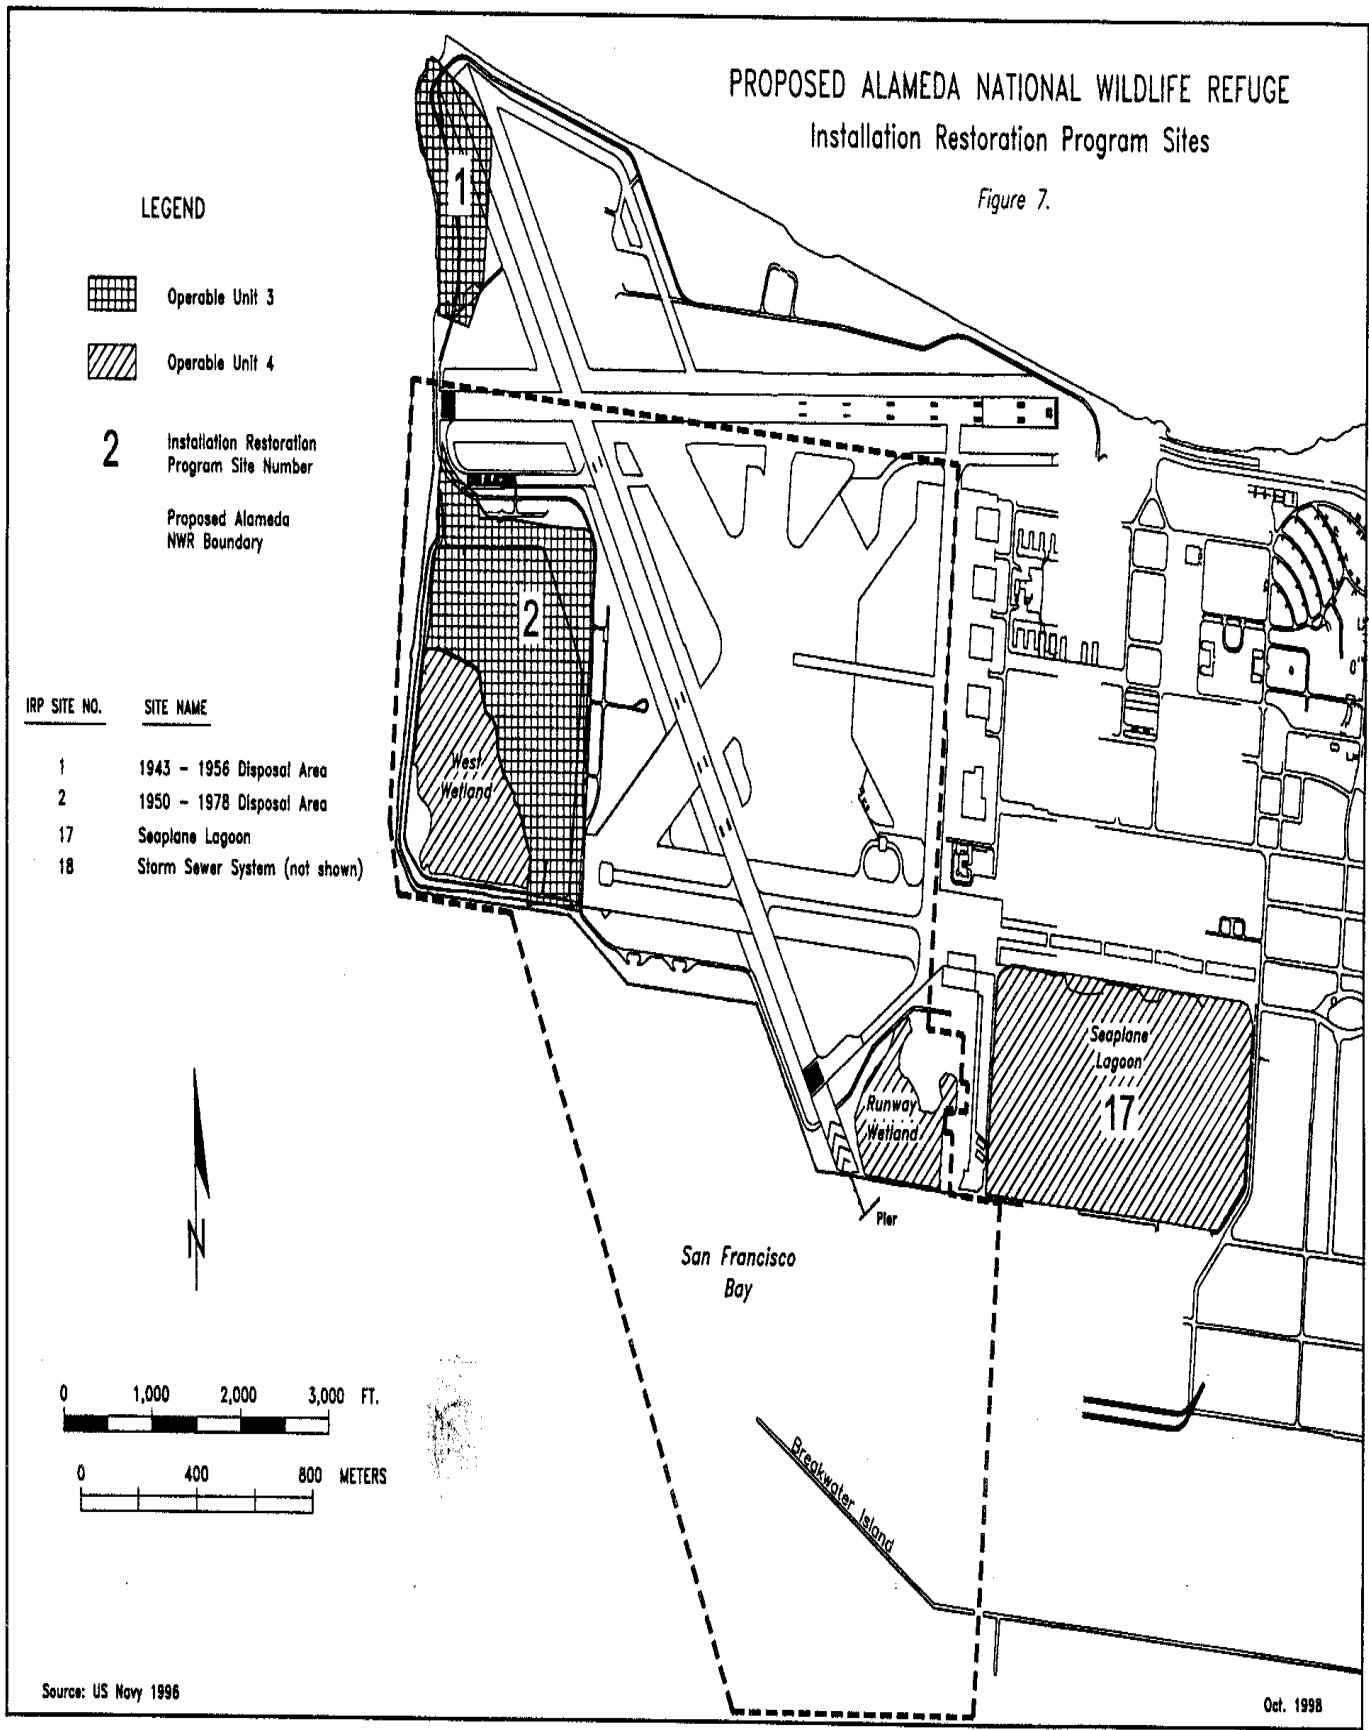 PROPOSED ALAMEDA NATIONAL WILDLIFE REFUGE
Installation Restoration Program Sites
Figure 7.
LEGEND
Operable Unit 3
Operable Unit 4
2
Installation Restoration
Program Site Number
Proposed Alameda
NWR Boundary
IRP SITE NO.
SITE NAME
1
1943 - 1956 Disposal Area
2
1950 - 1978 Disposal Area
17
Seaplane Lagoon
18
Storm Sewer System (not shown)
1
2
West
Wetland
Seaplane
Lagoon
17
Runway
Wetland
Pier
San Francisco
Bay
Breakwater Island
N
0 1,000 2,000 3,000 FT.
0 400 800 METERS
Source: US Navy 1996
Oct. 1998